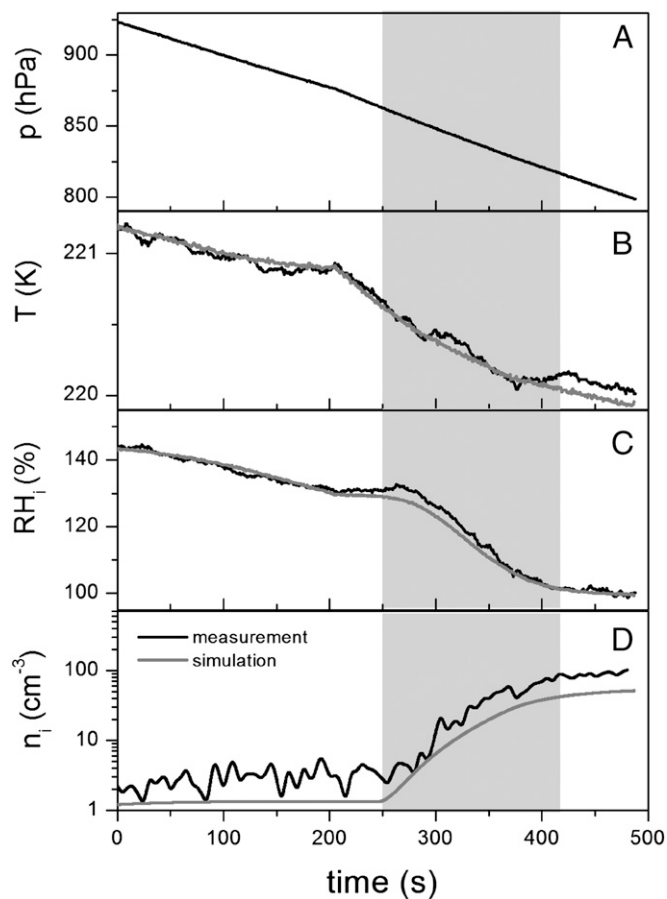 A
p (hPa)
900
850
800
B
T (K)
221
220
C
RHi (%)
140
120
100
D
measurement
simulation
ni (cm-3)
100
10
1
0 100 200 300 400 500
time (s)